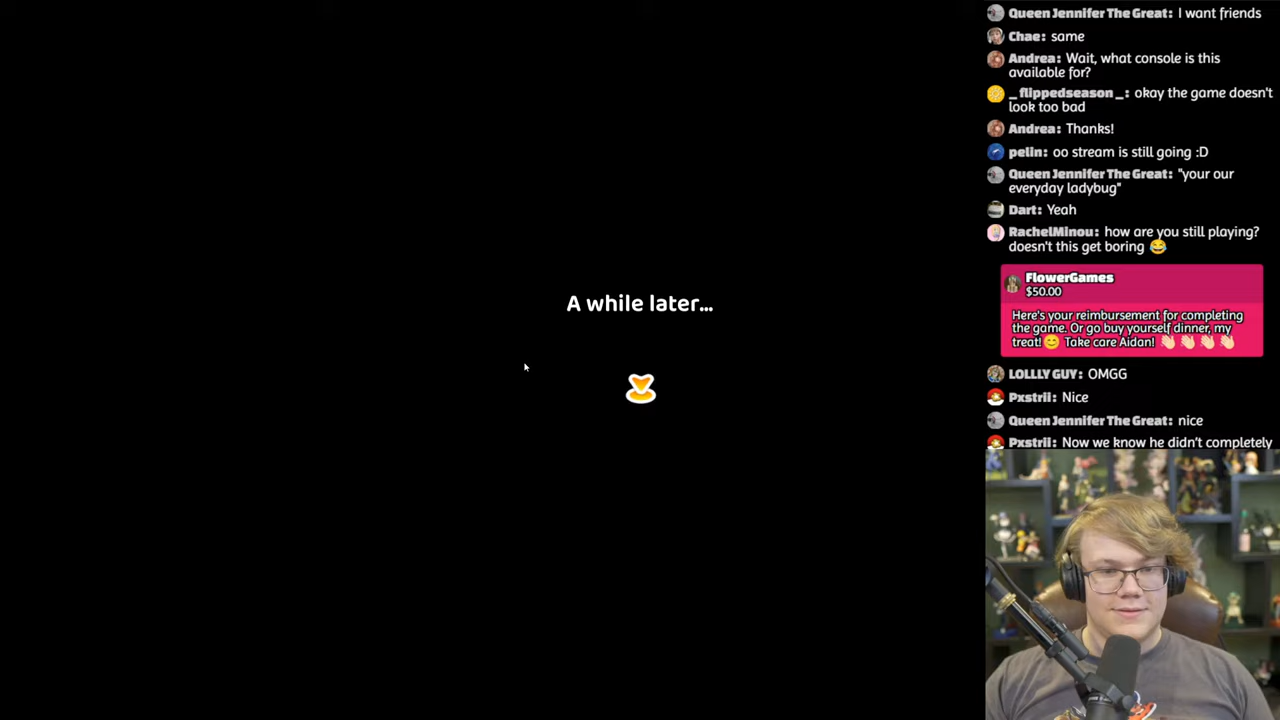 Queen Jennifer The Great: I want friends
Chae: same
Andrea: Wait, what console is this
available for?
_flippedseason_: okay the game doesn't
look too bad
Andrea: Thanks!
pelin: oo stream is still going :D
Queen Jennifer The Great: "your our
everyday ladybug"
Dart: Yeah
RachelMinou: how are you still playing?
doesn't this get boring 😂
FlowerGames
$50.00
Here's your reimbursement for completing
the game. Or go buy yourself dinner, my
treat!😊 Take care Aidan! 👏🏻 👏🏻 👏🏻 👏🏻
LOLLLY GUY: OMGG
Pxstrii: Nice
Queen Jennifer The Great: nice
Pxstrii: Now we know he didn't completely
A while later...